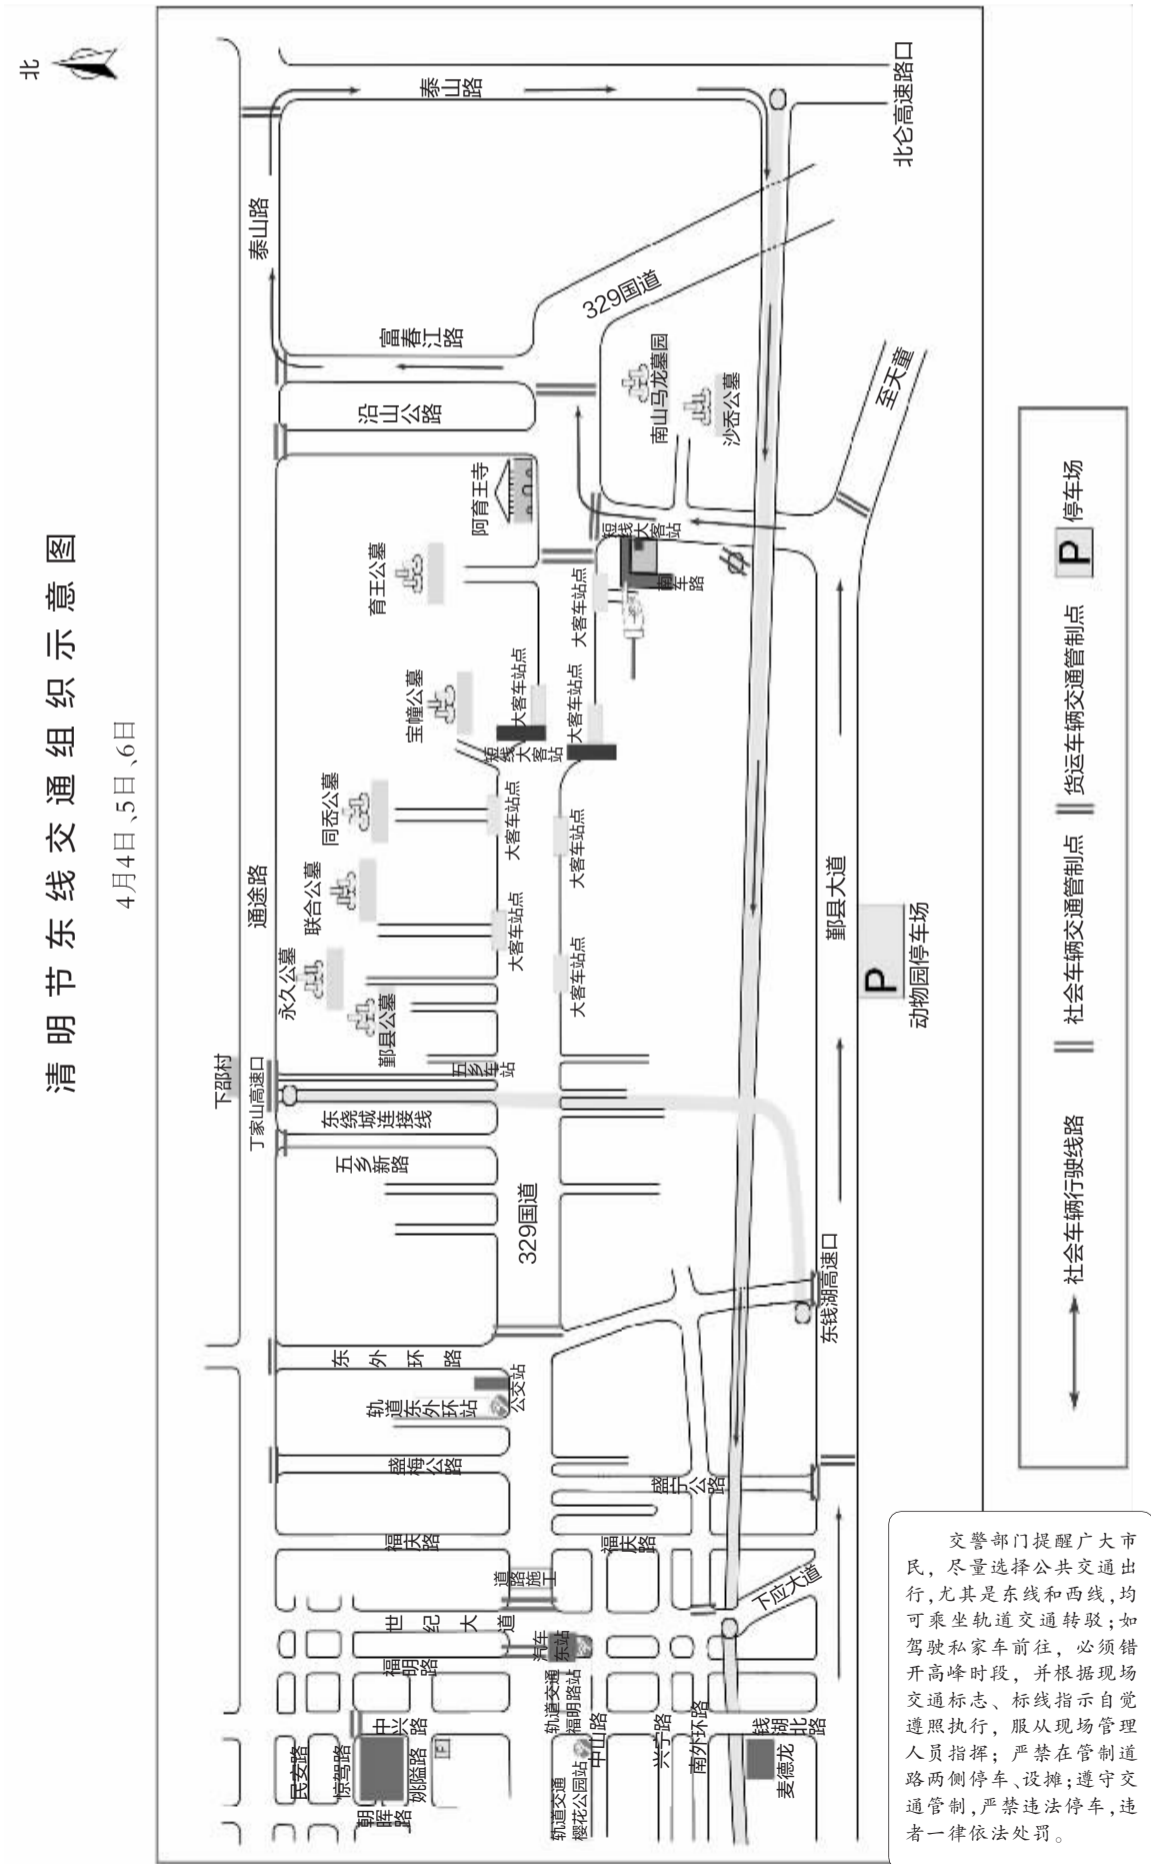 清明节东线交通组织示意图
4月4日、5日、6日
北
泰山路
泰山路
北仑高速路口
富春江路
沿山公路
329国道
南山马龙墓园
沙岙公墓
至天童
阿育王寺
短线大客站
南车路
育王公墓
大客车站点
宝幢公墓
大客车站点
大客车站点
短线大客站
同岙公墓
大客车站点
大客车站点
联合公墓
大客车站点
大客车站点
通途路
永久公墓
鄞县公墓
鄞县大道
P
动物园停车场
下邵村
丁家山高速口
五乡车站
东绕城连接线
五乡新路
329国道
东钱湖高速口
东外环路
公交站
轨道东外环站
盛梅公路
盛宁公路
福庆路
福庆路
道路施工
下应大道
世纪大道
汽车东站
福明路
轨道交通福明路站
中兴路
中山路
兴宁路
南外环路
钱湖北路
民安路
惊驾路
姚隘路
朝晖路
轨道交通樱花公园站
麦德龙
社会车辆行驶线路
社会车辆交通管制点
货运车辆交通管制点
P
停车场
交警部门提醒广大市
民，尽量选择公共交通出
行,尤其是东线和西线,均
可乘坐轨道交通转驳;如
驾驶私家车前往，必须错
开高峰时段，并根据现场
交通标志、标线指示自觉
遵照执行，服从现场管理
人员指挥；严禁在管制道
路两侧停车、设摊;遵守交
通管制,严禁违法停车,违
者一律依法处罚。